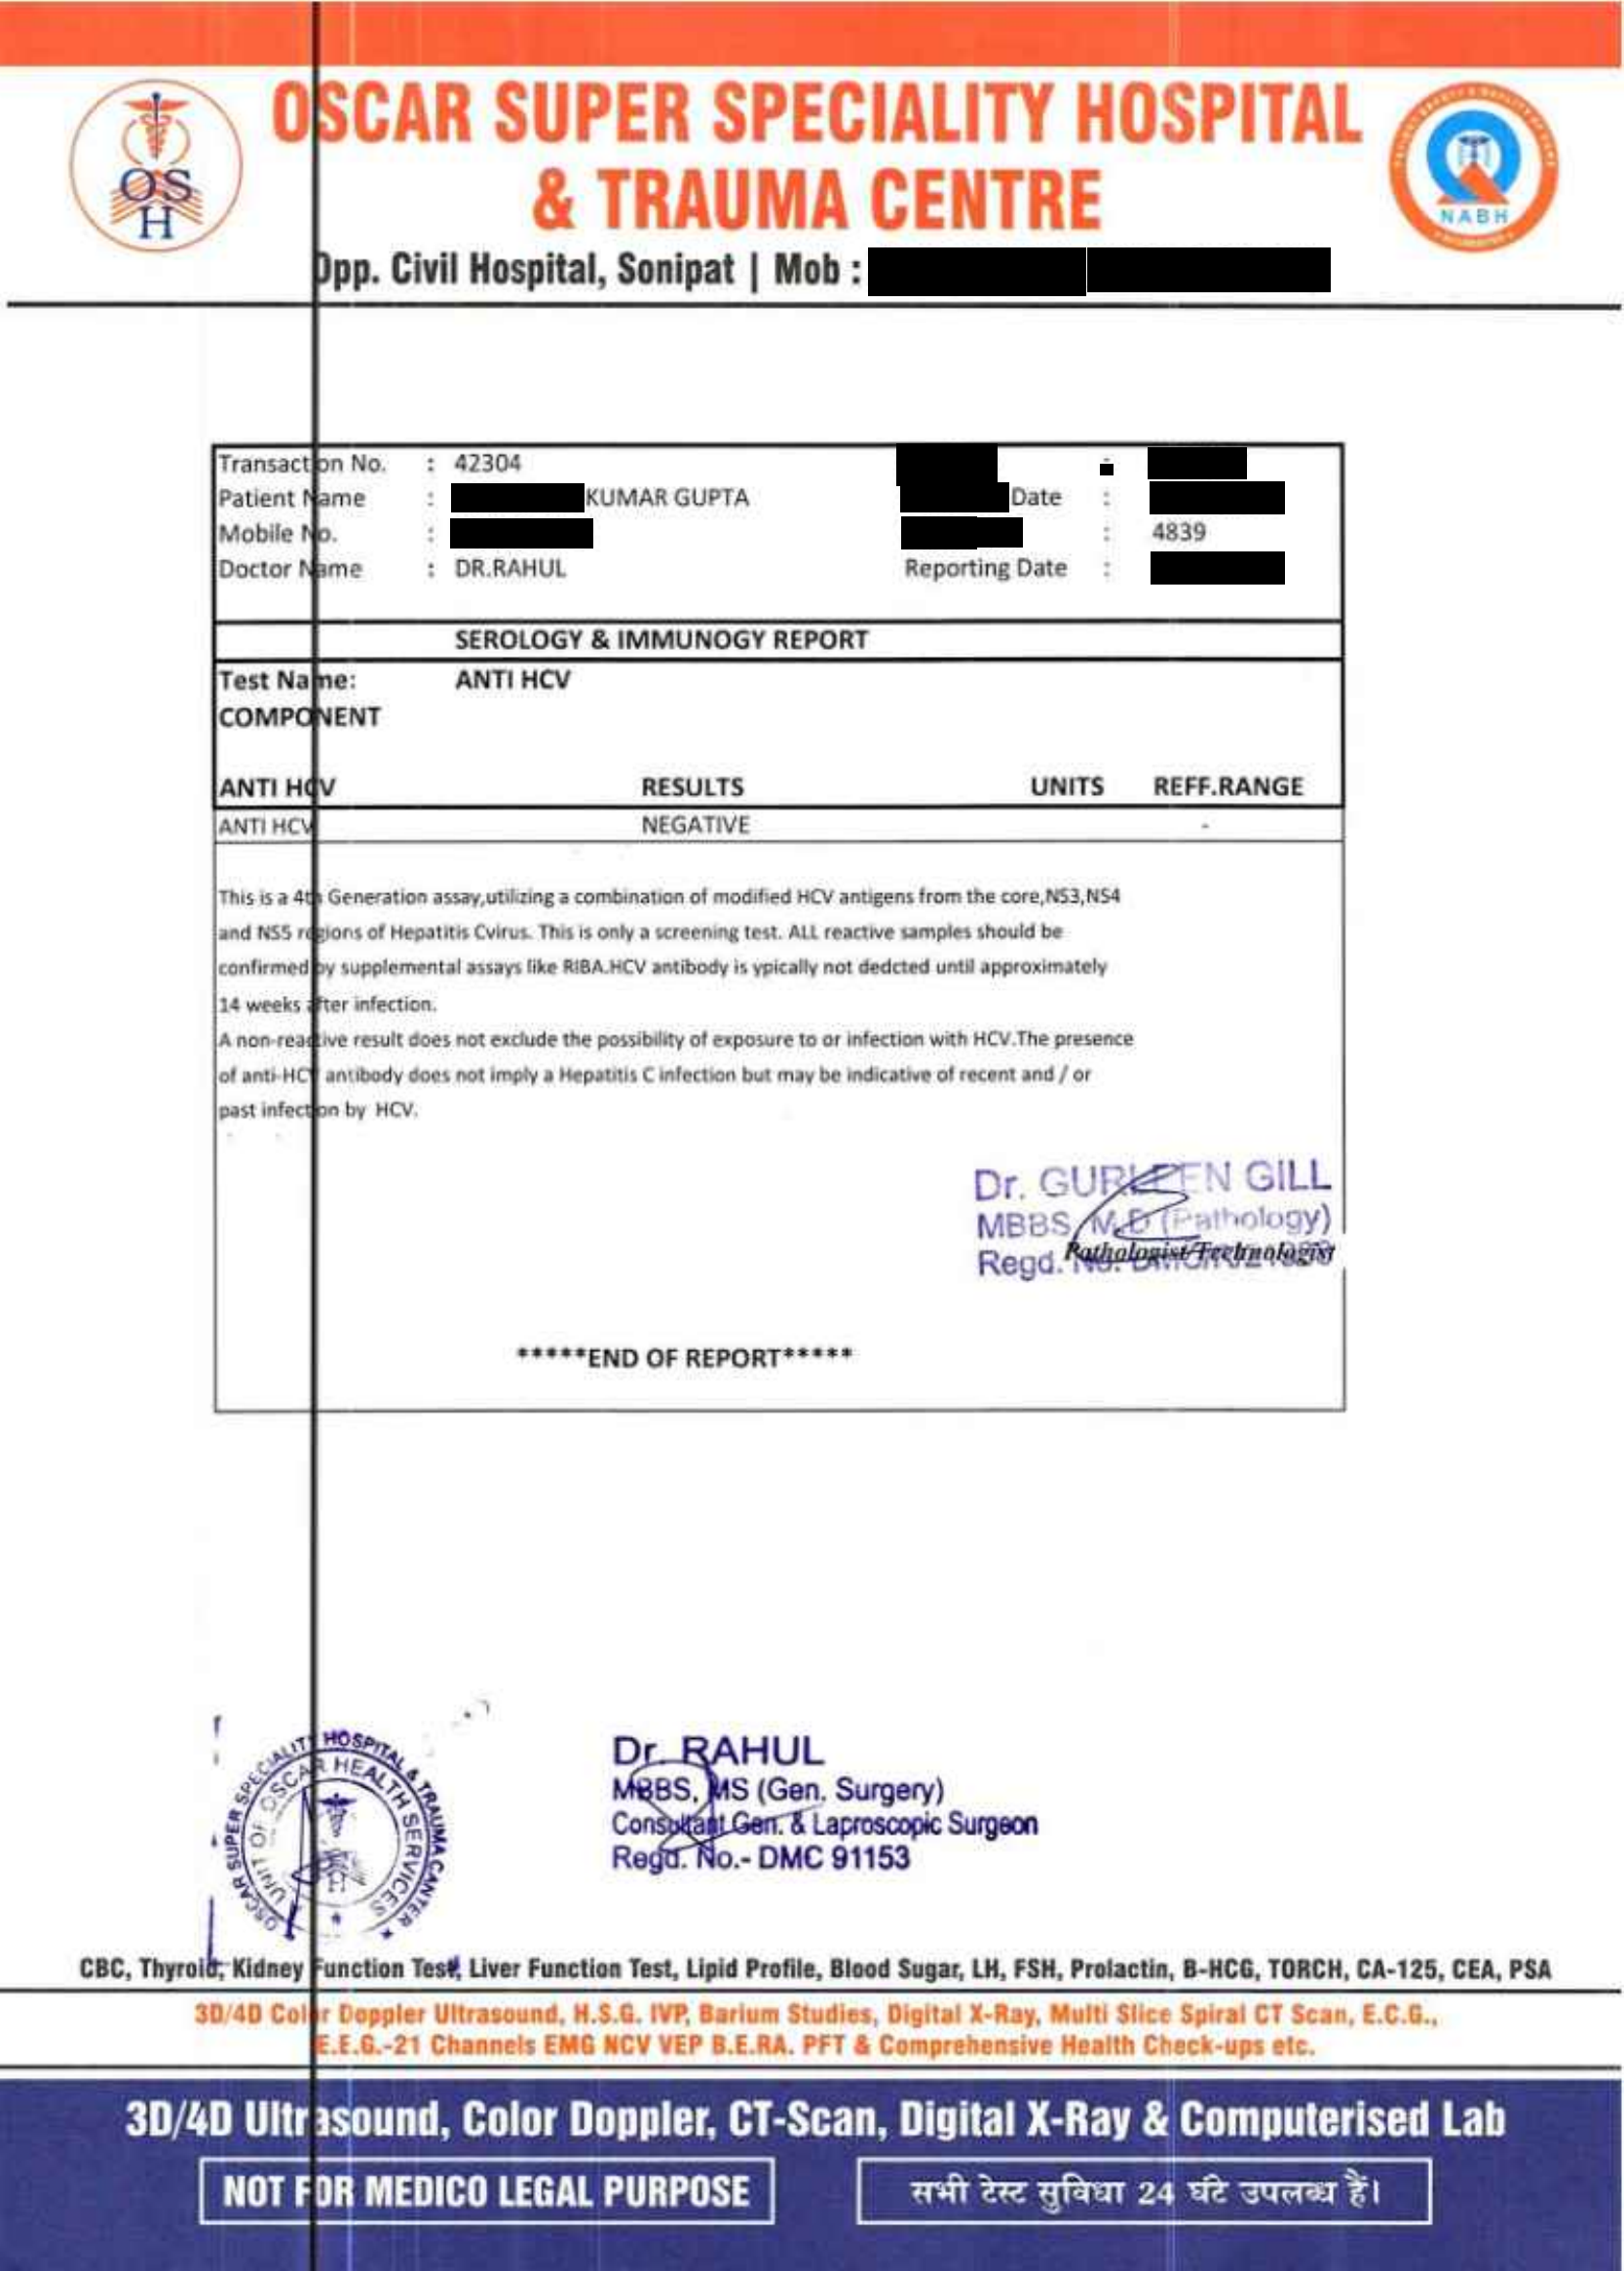 OSCAR SUPER SPECIALITY HOSPITAL
& TRAUMA CENTRE
OSH
NABH
Opp. Civil Hospital, Sonipat | Mob :
Transaction No. : 42304 :
Patient Name : KUMAR GUPTA Date :
Mobile No. : : 4839
Doctor Name : DR.RAHUL Reporting Date :
SEROLOGY & IMMUNOGY REPORT
Test Name: ANTI HCV
COMPONENT
ANTI HCV RESULTS UNITS REFF.RANGE
ANTI HCV NEGATIVE -
This is a 4th Generation assay,utilizing a combination of modified HCV antigens from the core,NS3,NS4
and NS5 regions of Hepatitis Cvirus. This is only a screening test. ALL reactive samples should be
confirmed by supplemental assays like RIBA.HCV antibody is ypically not dedcted until approximately
14 weeks after infection.
A non-reactive result does not exclude the possibility of exposure to or infection with HCV.The presence
of anti-HCV antibody does not imply a Hepatitis C infection but may be indicative of recent and / or
past infection by HCV.
Dr. GURLEEN GILL
MBBS, M.D (Pathology)
Pathologist/Technologist
Regd. No.
*****END OF REPORT*****
OSCAR SUPER SPECIALITY HOSPITAL & TRAUMA CANTER
UNIT OF OSCAR HEALTH SERVICES
Dr. RAHUL
MBBS, MS (Gen. Surgery)
Consultant Gen. & Laproscopic Surgeon
Regd. No.- DMC 91153
CBC, Thyroid, Kidney Function Test, Liver Function Test, Lipid Profile, Blood Sugar, LH, FSH, Prolactin, B-HCG, TORCH, CA-125, CEA, PSA
3D/4D Color Doppler Ultrasound, H.S.G. IVP, Barium Studies, Digital X-Ray, Multi Slice Spiral CT Scan, E.C.G.,
E.E.G.-21 Channels EMG NCV VEP B.E.RA. PFT & Comprehensive Health Check-ups etc.
3D/4D Ultrasound, Color Doppler, CT-Scan, Digital X-Ray & Computerised Lab
NOT FOR MEDICO LEGAL PURPOSE
सभी टेस्ट सुविधा 24 घंटे उपलब्ध हैं।